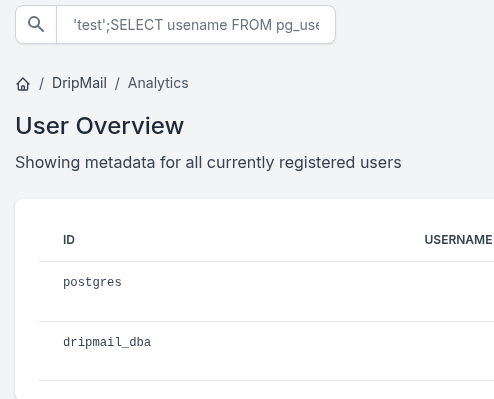 'test';SELECT usename FROM pg_use
/ DripMail / Analytics
User Overview
Showing metadata for all currently registered users
ID USERNAME
postgres
dripmail_dba